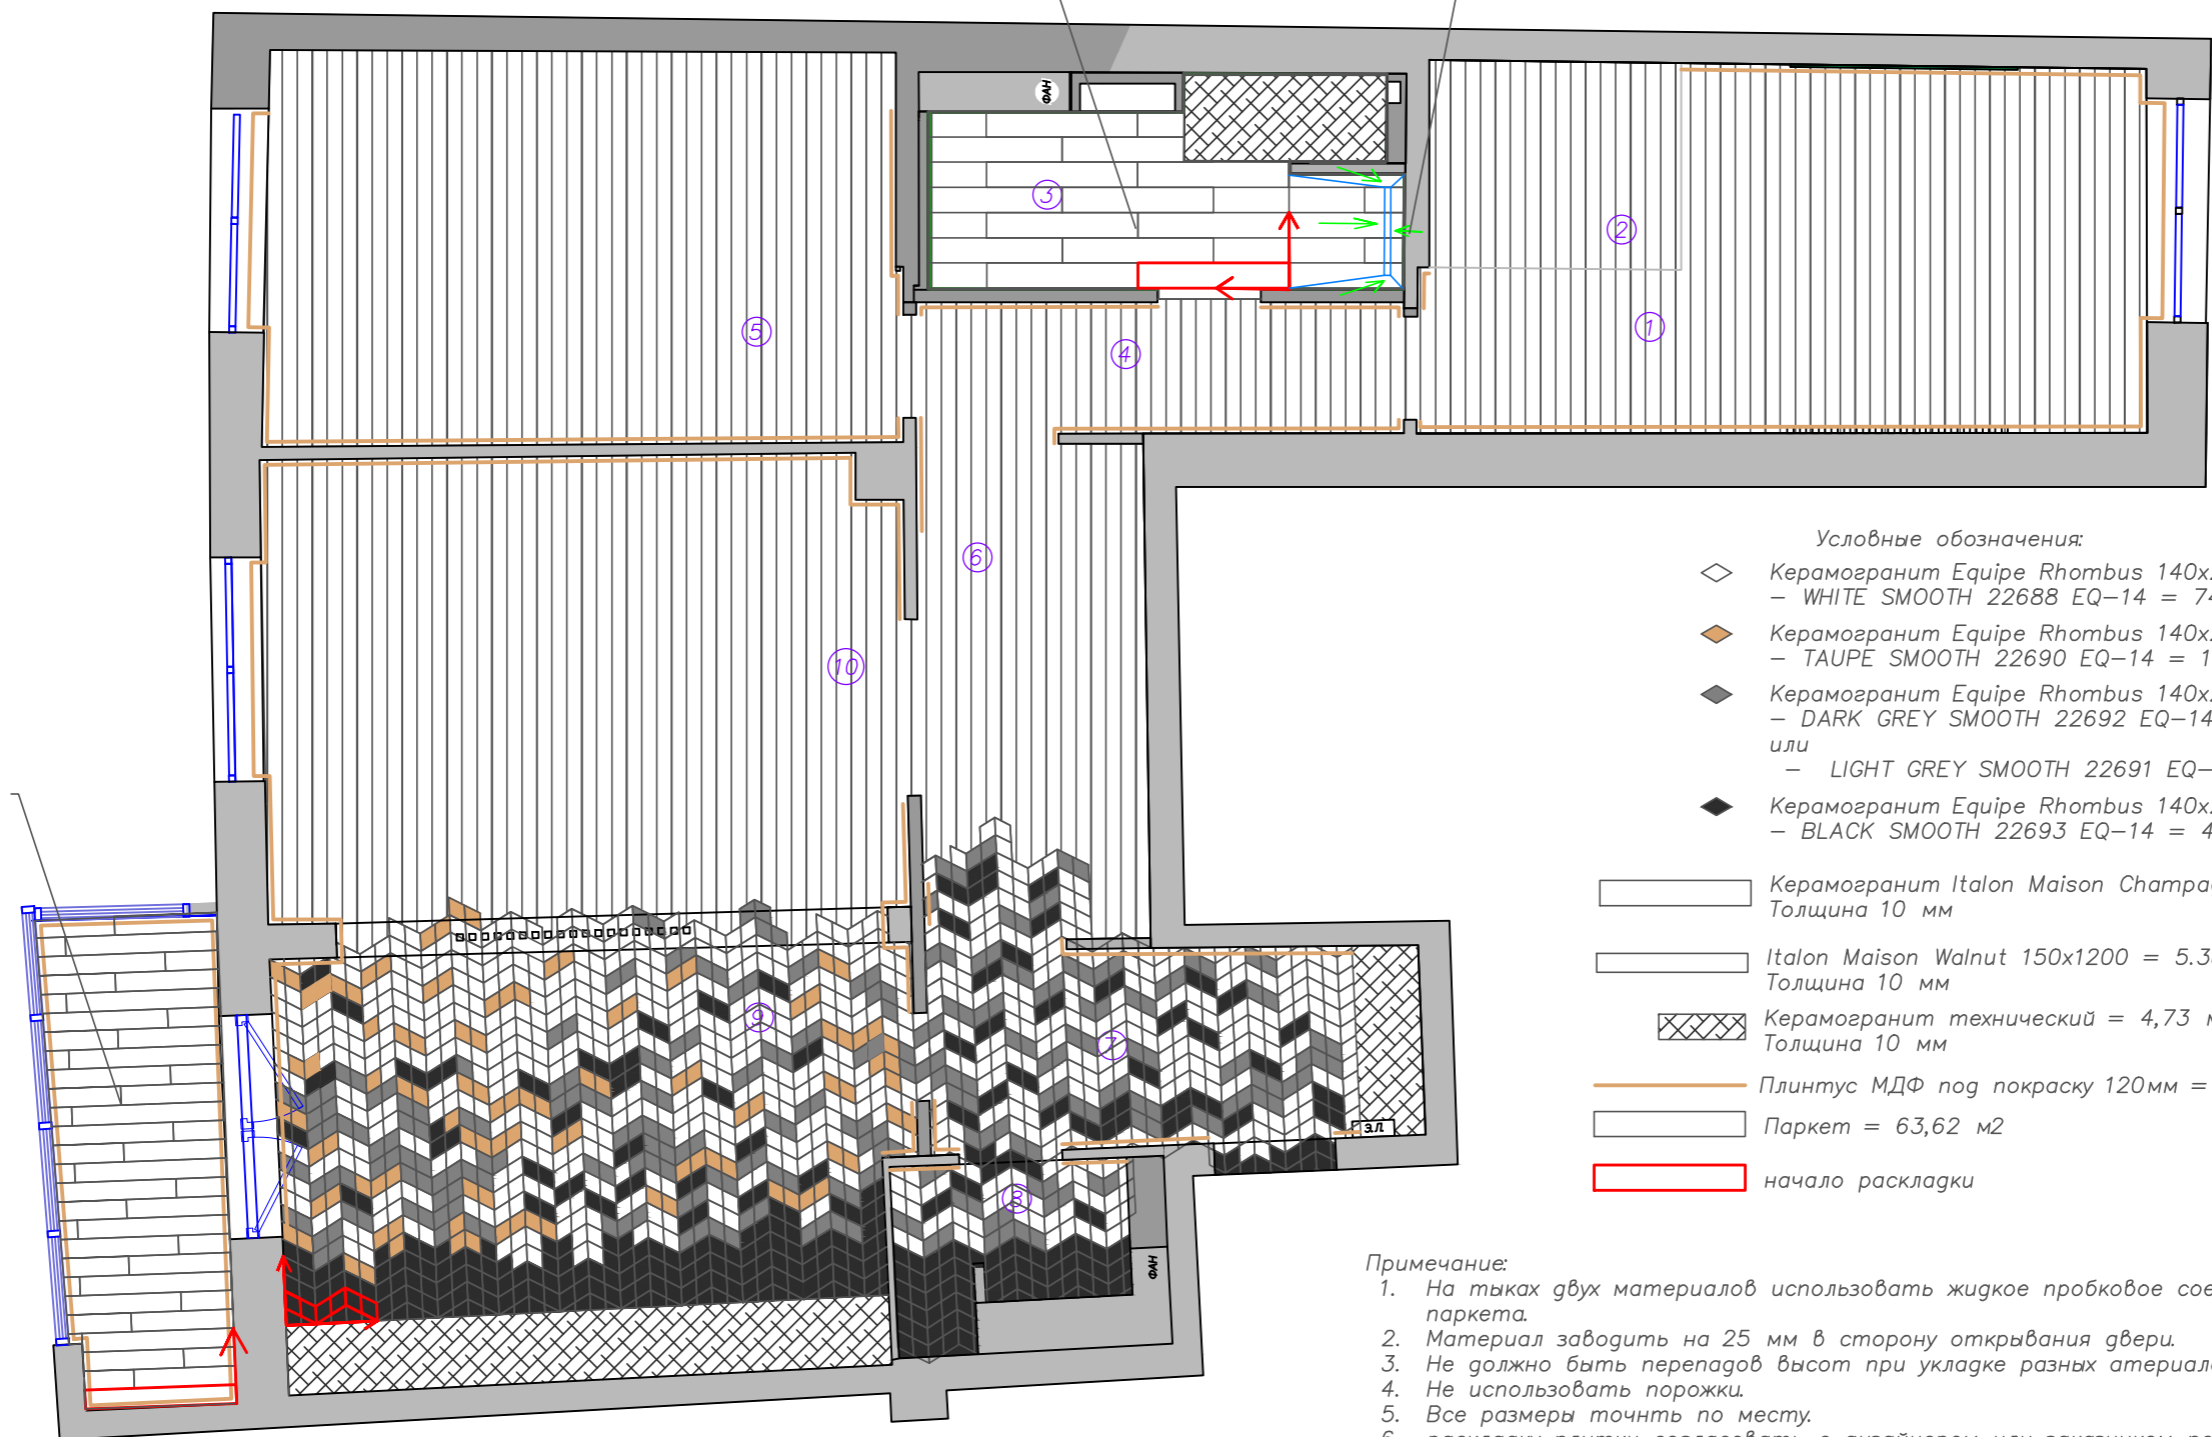 ФАН
3
2
5
4
1
6
10
9
7
8
ЭЛ
ФАН
Условные обозначения:
Керамогранит Equipe Rhombus 140x
– WHITE SMOOTH 22688 EQ–14 = 74
Керамогранит Equipe Rhombus 140x
– TAUPE SMOOTH 22690 EQ–14 = 1
Керамогранит Equipe Rhombus 140x
– DARK GREY SMOOTH 22692 EQ–14
или
– LIGHT GREY SMOOTH 22691 EQ–
Керамогранит Equipe Rhombus 140x
– BLACK SMOOTH 22693 EQ–14 = 4
Керамогранит Italon Maison Champa
Толщина 10 мм
Italon Maison Walnut 150x1200 = 5.3
Толщина 10 мм
Керамогранит технический = 4,73 м
Толщина 10 мм
Плинтус МДФ под покраску 120мм =
Паркет = 63,62 м2
начало раскладки
Примечание:
1. На тыках двух материалов использовать жидкое пробковое сое
паркета.
2. Материал заводить на 25 мм в сторону открывания двери.
3. Не должно быть перепадов высот при укладке разных атериал
4. Не использовать порожки.
5. Все размеры точнть по месту.